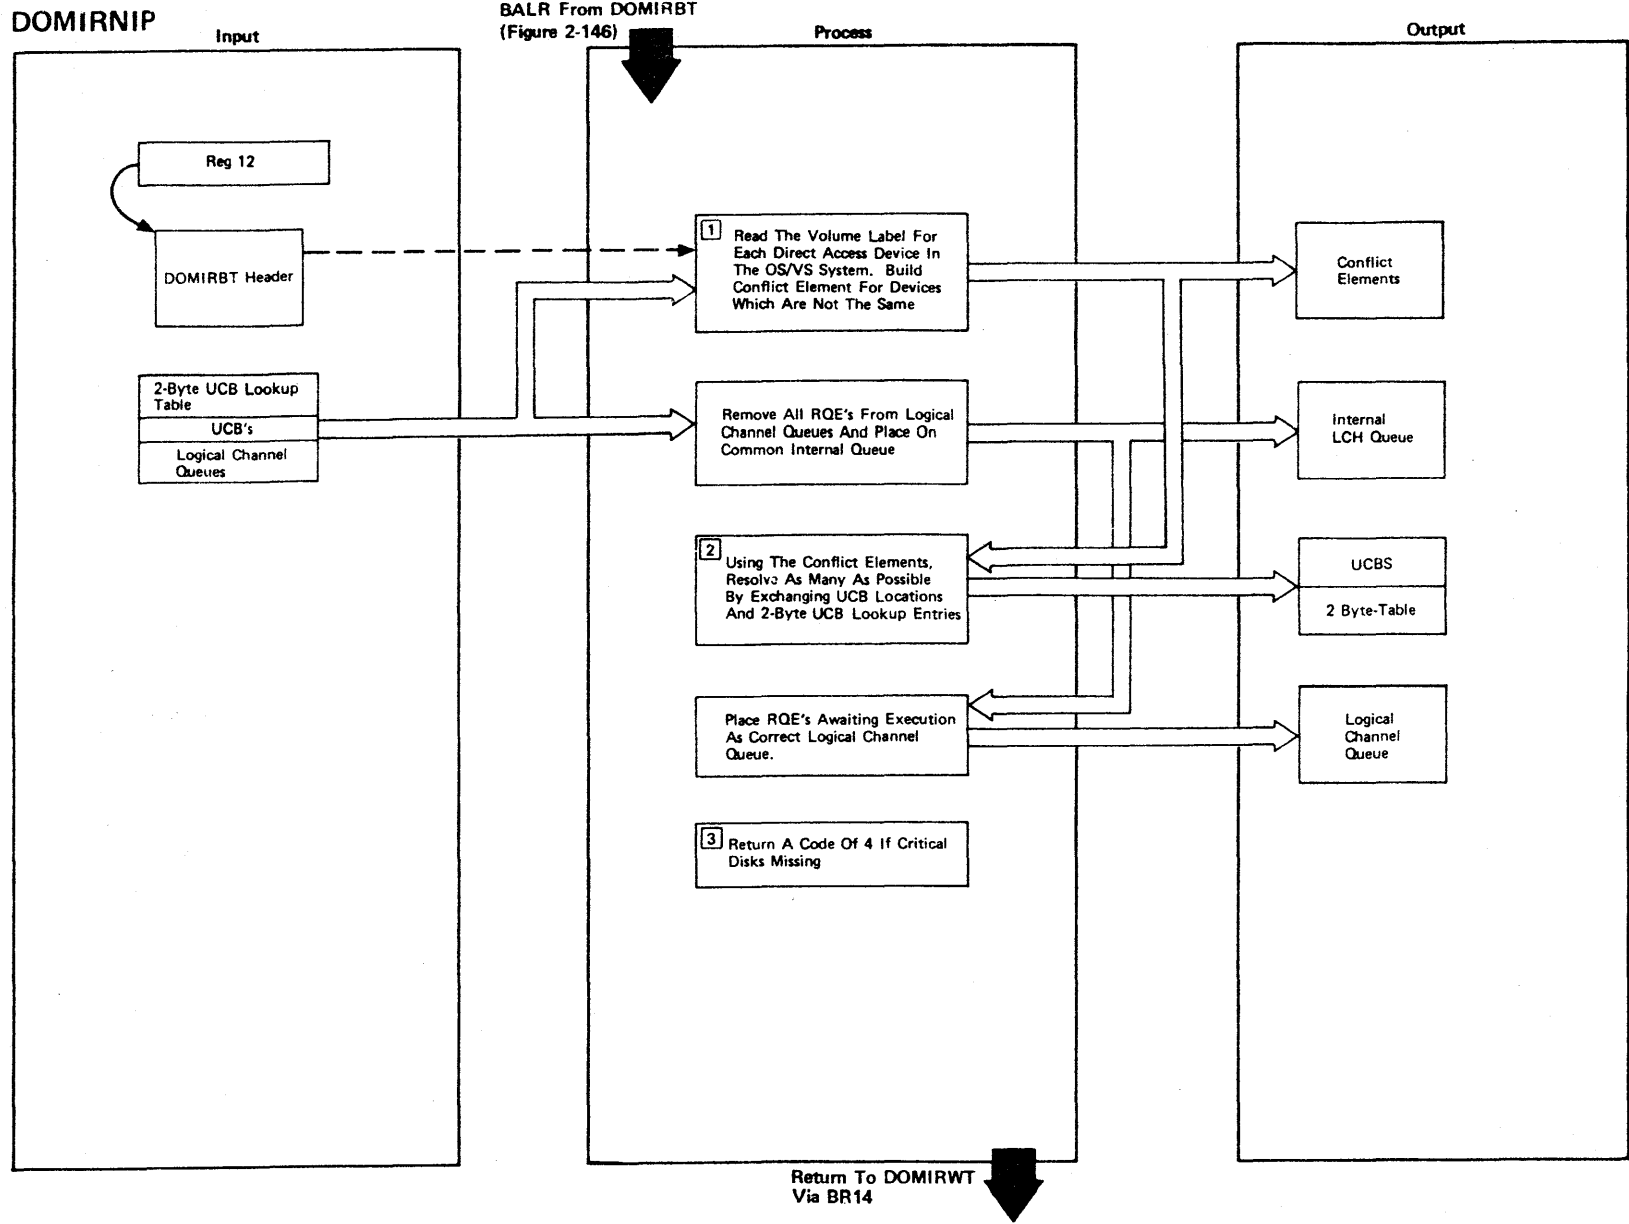 DOMIRNIP
Input
BALR From DOMIRBT
(Figure 2-146)
Process
Output
Reg 12
DOMIRBT Header
2-Byte UCB Lookup
Table
UCB's
Logical Channel
Queues
1
Read The Volume Label For
Each Direct Access Device In
The OS/VS System. Build
Conflict Element For Devices
Which Are Not The Same
Remove All RQE's From Logical
Channel Queues And Place On
Common Internal Queue
2
Using The Conflict Elements,
Resolve As Many As Possible
By Exchanging UCB Locations
And 2-Byte UCB Lookup Entries
Place RQE's Awaiting Execution
As Correct Logical Channel
Queue.
3
Return A Code Of 4 If Critical
Disks Missing
Conflict
Elements
Internal
LCH Queue
UCBS
2 Byte-Table
Logical
Channel
Queue
Return To DOMIRWT
Via BR14